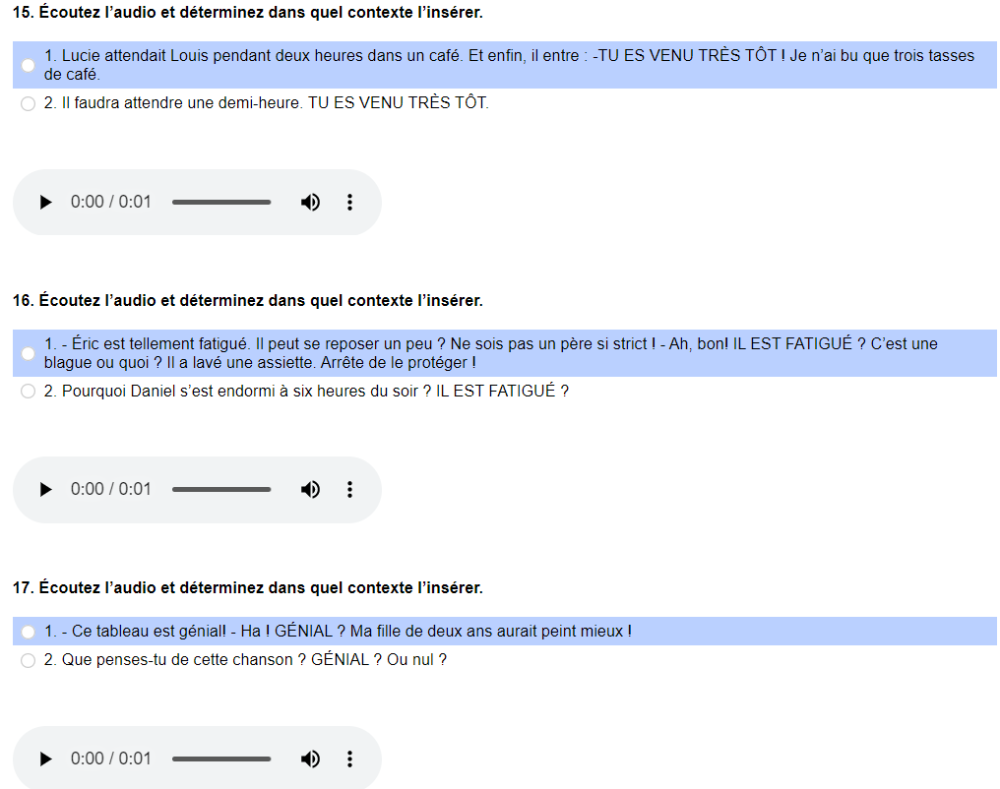 15. Écoutez l’audio et déterminez dans quel contexte l’insérer.
1. Lucie attendait Louis pendant deux heures dans un café. Et enfin, il entre : -TU ES VENU TRÈS TÔT ! Je n’ai bu que trois tasses
de café.
2. Il faudra attendre une demi-heure. TU ES VENU TRÈS TÔT.
0:00 / 0:01
16. Écoutez l’audio et déterminez dans quel contexte l’insérer.
1. - Éric est tellement fatigué. Il peut se reposer un peu ? Ne sois pas un père si strict ! - Ah, bon! IL EST FATIGUÉ ? C’est une
blague ou quoi ? Il a lavé une assiette. Arrête de le protéger !
2. Pourquoi Daniel s’est endormi à six heures du soir ? IL EST FATIGUÉ ?
0:00 / 0:01
17. Écoutez l’audio et déterminez dans quel contexte l’insérer.
1. - Ce tableau est génial! - Ha ! GÉNIAL ? Ma fille de deux ans aurait peint mieux !
2. Que penses-tu de cette chanson ? GÉNIAL ? Ou nul ?
0:00 / 0:01